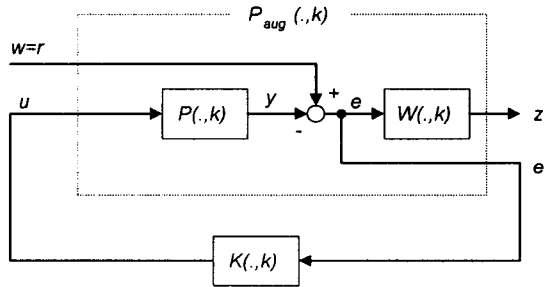 P_aug (.,k)
w=r
u
P(.,k)
y
+
-
e
W(.,k)
z
e
K(.,k)